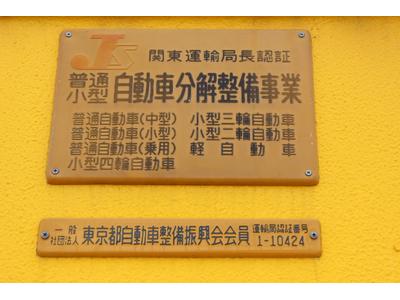 JS 関東運輸局長認証
普通
小型 自動車分解整備事業
普通自動車(中型) 小型三輪自動車
普通自動車(小型) 小型二輪自動車
普通自動車(乗用) 軽自動車
小型四輪自動車
一般
社団法人 東京都自動車整備振興会会員 運輸局認証番号
1-10424